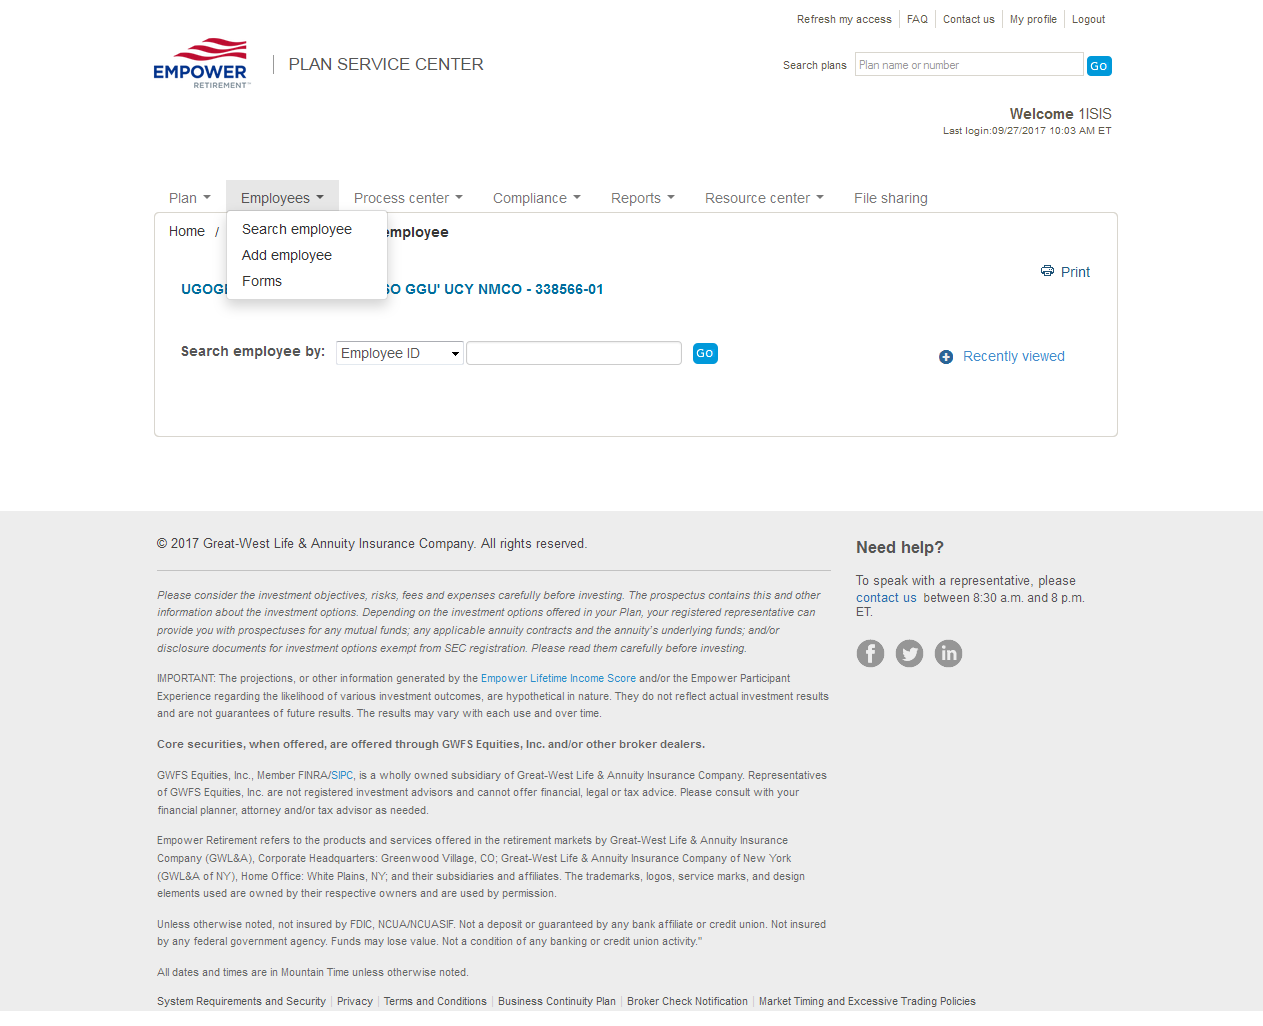 Refresh my access FAQ Contact us My profile Logout
EMPOWER
RETIREMENT™
PLAN SERVICE CENTER
Search plans Plan name or number Go
Welcome 1ISIS
Last login:09/27/2017 10:03 AM ET
Plan Employees Process center Compliance Reports Resource center File sharing
Home / employee
Search employee
Add employee
Forms
Print
GGU' UCY NMCO - 338566-01
Search employee by: Employee ID Go
Recently viewed
© 2017 Great-West Life & Annuity Insurance Company. All rights reserved.
Please consider the investment objectives, risks, fees and expenses carefully before investing. The prospectus contains this and other
information about the investment options. Depending on the investment options offered in your Plan, your registered representative can
provide you with prospectuses for any mutual funds; any applicable annuity contracts and the annuity's underlying funds; and/or
disclosure documents for investment options exempt from SEC registration. Please read them carefully before investing.
IMPORTANT: The projections, or other information generated by the Empower Lifetime Income Score and/or the Empower Participant
Experience regarding the likelihood of various investment outcomes, are hypothetical in nature. They do not reflect actual investment results
and are not guarantees of future results. The results may vary with each use and over time.
Core securities, when offered, are offered through GWFS Equities, Inc. and/or other broker dealers.
GWFS Equities, Inc., Member FINRA/SIPC, is a wholly owned subsidiary of Great-West Life & Annuity Insurance Company. Representatives
of GWFS Equities, Inc. are not registered investment advisors and cannot offer financial, legal or tax advice. Please consult with your
financial planner, attorney and/or tax advisor as needed.
Empower Retirement refers to the products and services offered in the retirement markets by Great-West Life & Annuity Insurance
Company (GWL&A), Corporate Headquarters: Greenwood Village, CO; Great-West Life & Annuity Insurance Company of New York
(GWL&A of NY), Home Office: White Plains, NY; and their subsidiaries and affiliates. The trademarks, logos, service marks, and design
elements used are owned by their respective owners and are used by permission.
Unless otherwise noted, not insured by FDIC, NCUA/NCUASIF. Not a deposit or guaranteed by any bank affiliate or credit union. Not insured
by any federal government agency. Funds may lose value. Not a condition of any banking or credit union activity."
All dates and times are in Mountain Time unless otherwise noted.
System Requirements and Security Privacy Terms and Conditions Business Continuity Plan Broker Check Notification Market Timing and Excessive Trading Policies
Need help?
To speak with a representative, please
contact us between 8:30 a.m. and 8 p.m.
ET.